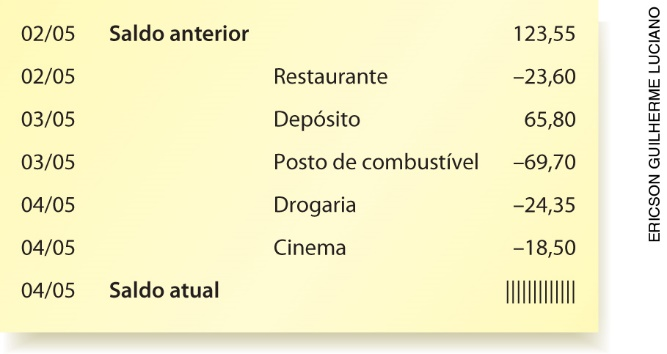 02/05 Saldo anterior 123,55
02/05 Restaurante –23,60
03/05 Depósito 65,80
03/05 Posto de combustível –69,70
04/05 Drogaria –24,35
04/05 Cinema –18,50
04/05 Saldo atual
ERICSON GUILHERME LUCIANO